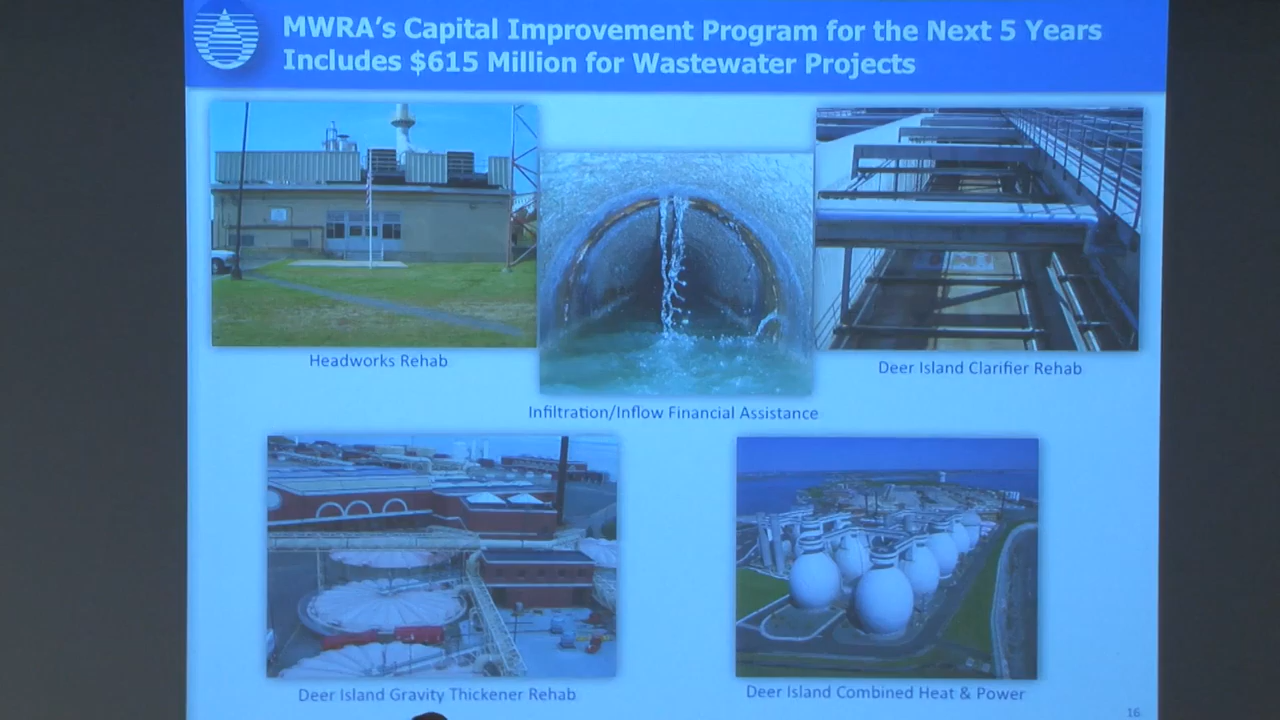 MWRA's Capital Improvement Program for the Next 5 Years
Includes $615 Million for Wastewater Projects
Headworks Rehab
Deer Island Clarifier Rehab
Infiltration/Inflow Financial Assistance
Deer Island Gravity Thickener Rehab
Deer Island Combined Heat & Power
16